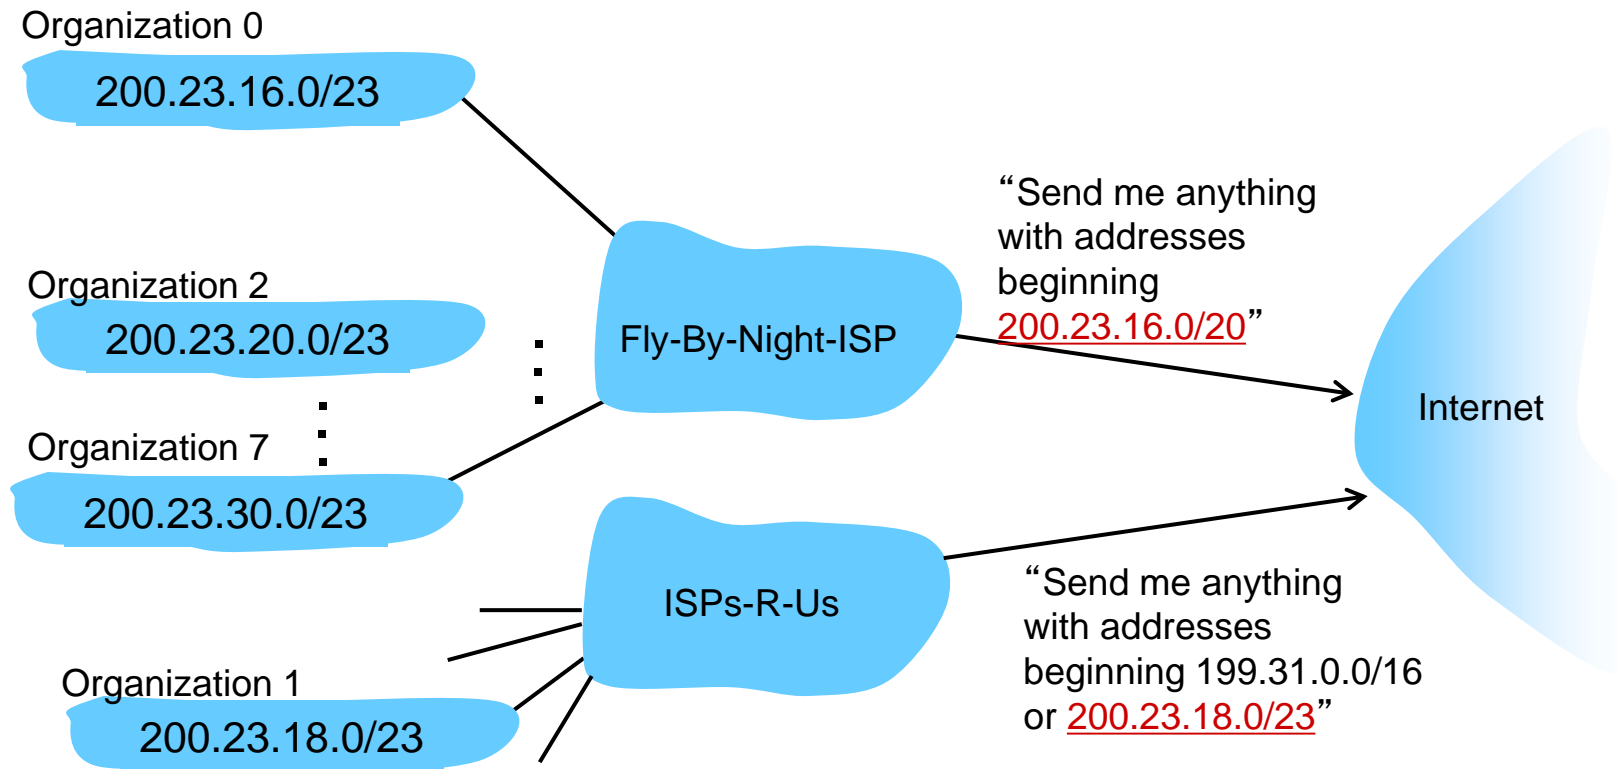 Organization 0
200.23.16.0/23
Organization 2
200.23.20.0/23
Organization 7
200.23.30.0/23
Fly-By-Night-ISP
“Send me anything
with addresses
beginning
200.23.16.0/20”
Internet
ISPs-R-Us
Organization 1
200.23.18.0/23
“Send me anything
with addresses
beginning 199.31.0.0/16
or 200.23.18.0/23”